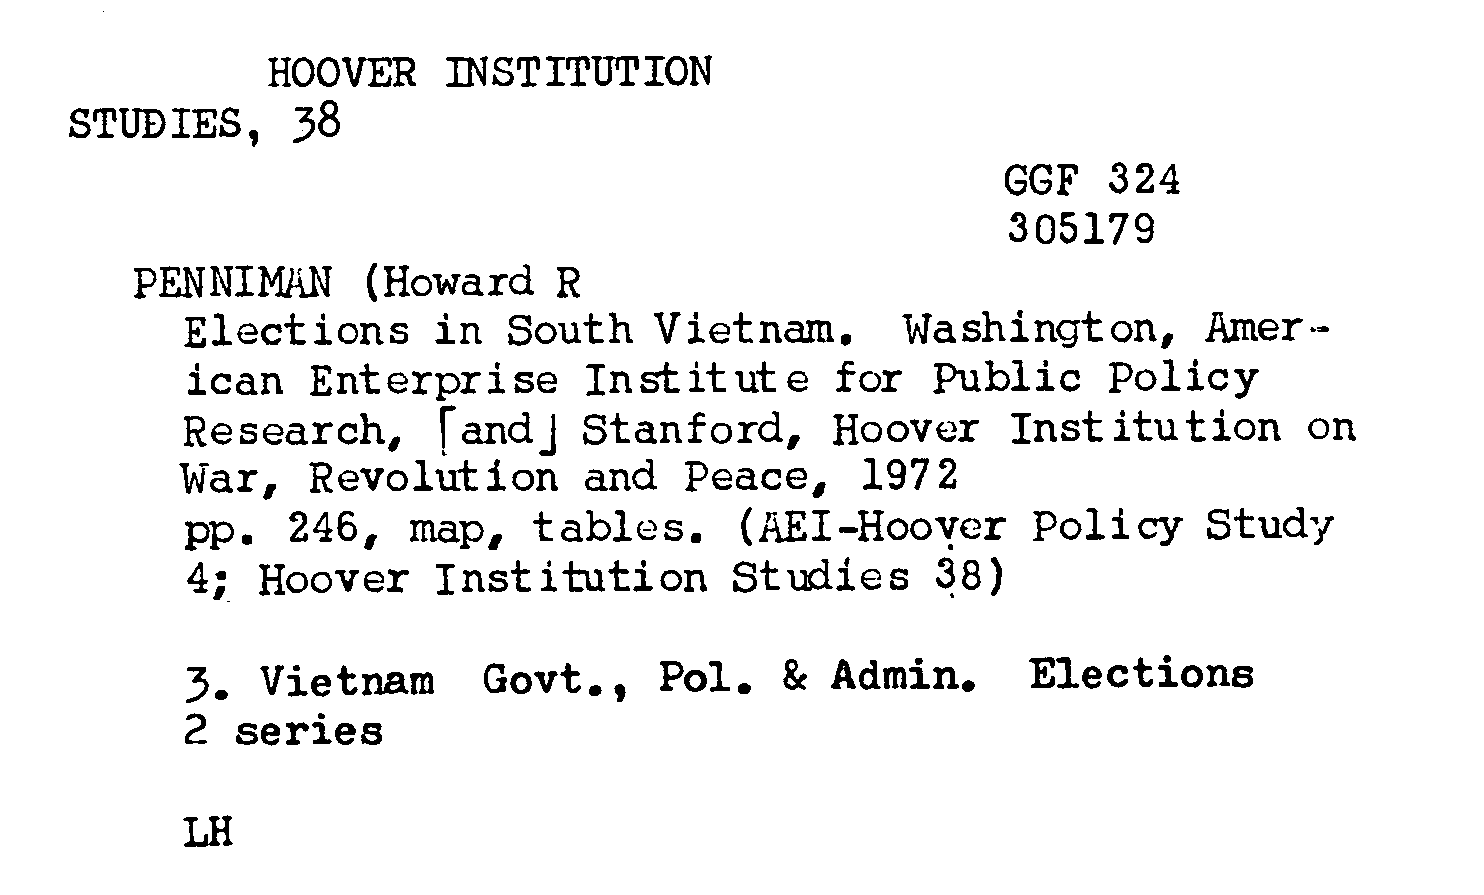 HOOVER INSTITUTION
STUDIES, 38
GGF 324
305179
PENNIMAN (Howard R
Elections in South Vietnam. Washington, Amer-
ican Enterprise Institute for Public Policy
Research, [and] Stanford, Hoover Institution on
War, Revolution and Peace, 1972
pp. 246, map, tables. (AEI-Hoover Policy Study
4; Hoover Institution Studies 38)
3. Vietnam Govt., Pol. & Admin. Elections
2 series
LH